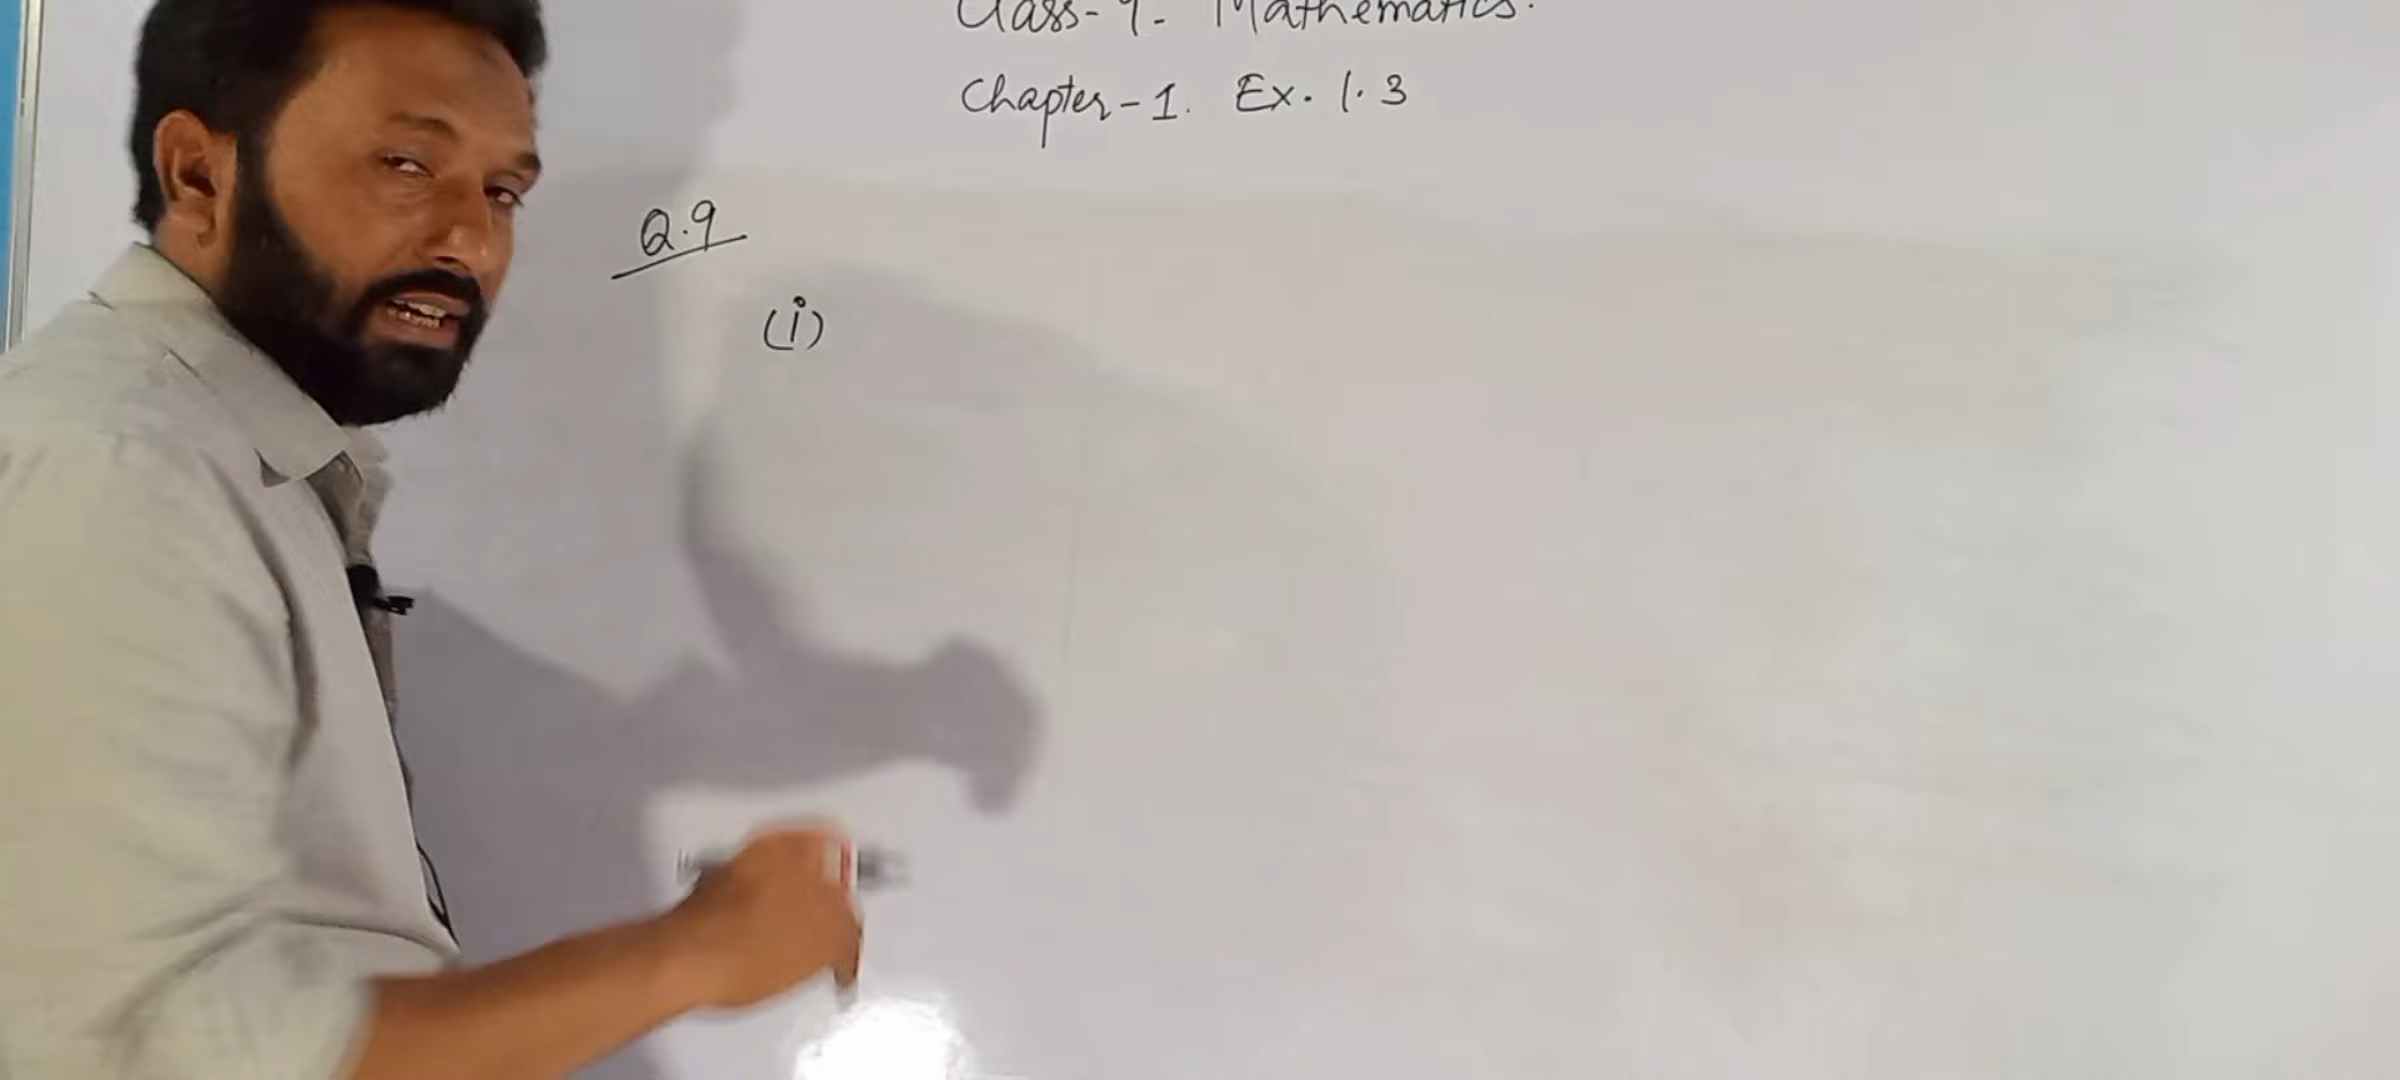 Class-9- Mathematics.
Chapter-1. Ex. 1.3
Q.9
(i)